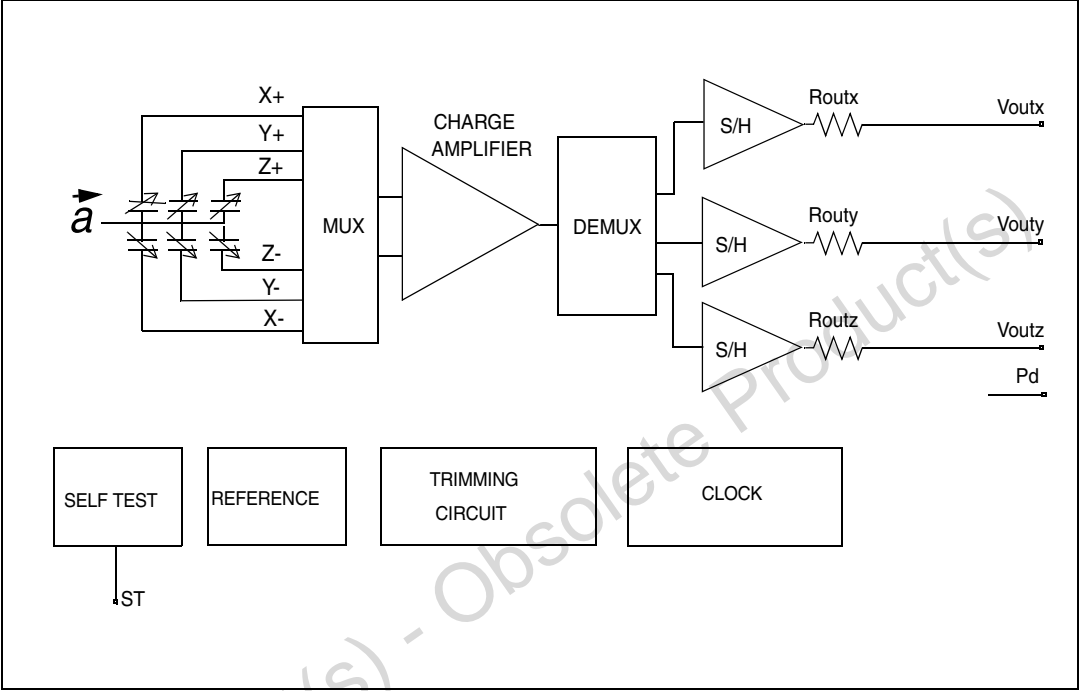 X+
Y+
Z+
a
Z-
Y-
X-
MUX
CHARGE
AMPLIFIER
DEMUX
S/H
Routx
Voutx
S/H
Routy
Vouty
S/H
Routz
Voutz
Pd
SELF TEST
REFERENCE
TRIMMING
CIRCUIT
CLOCK
ST
(s) - Obsolete Product(s)